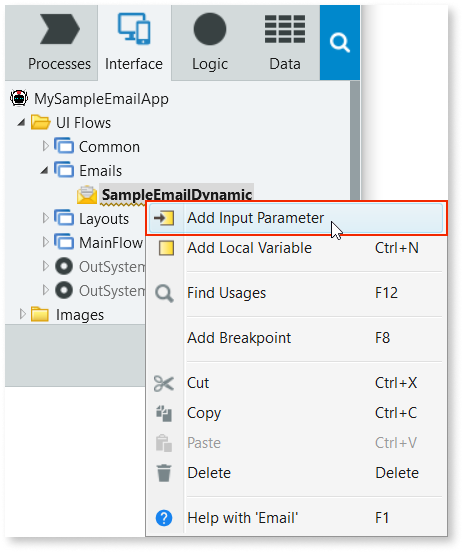 Processes Interface Logic Data
MySampleEmailApp
UI Flows
Common
Emails
SampleEmailDynamic
Layouts
MainFlow
OutSystem
OutSystem
Images
Add Input Parameter
Add Local Variable Ctrl+N
Find Usages F12
Add Breakpoint F8
Cut Ctrl+X
Copy Ctrl+C
Paste Ctrl+V
Delete Delete
Help with 'Email' F1